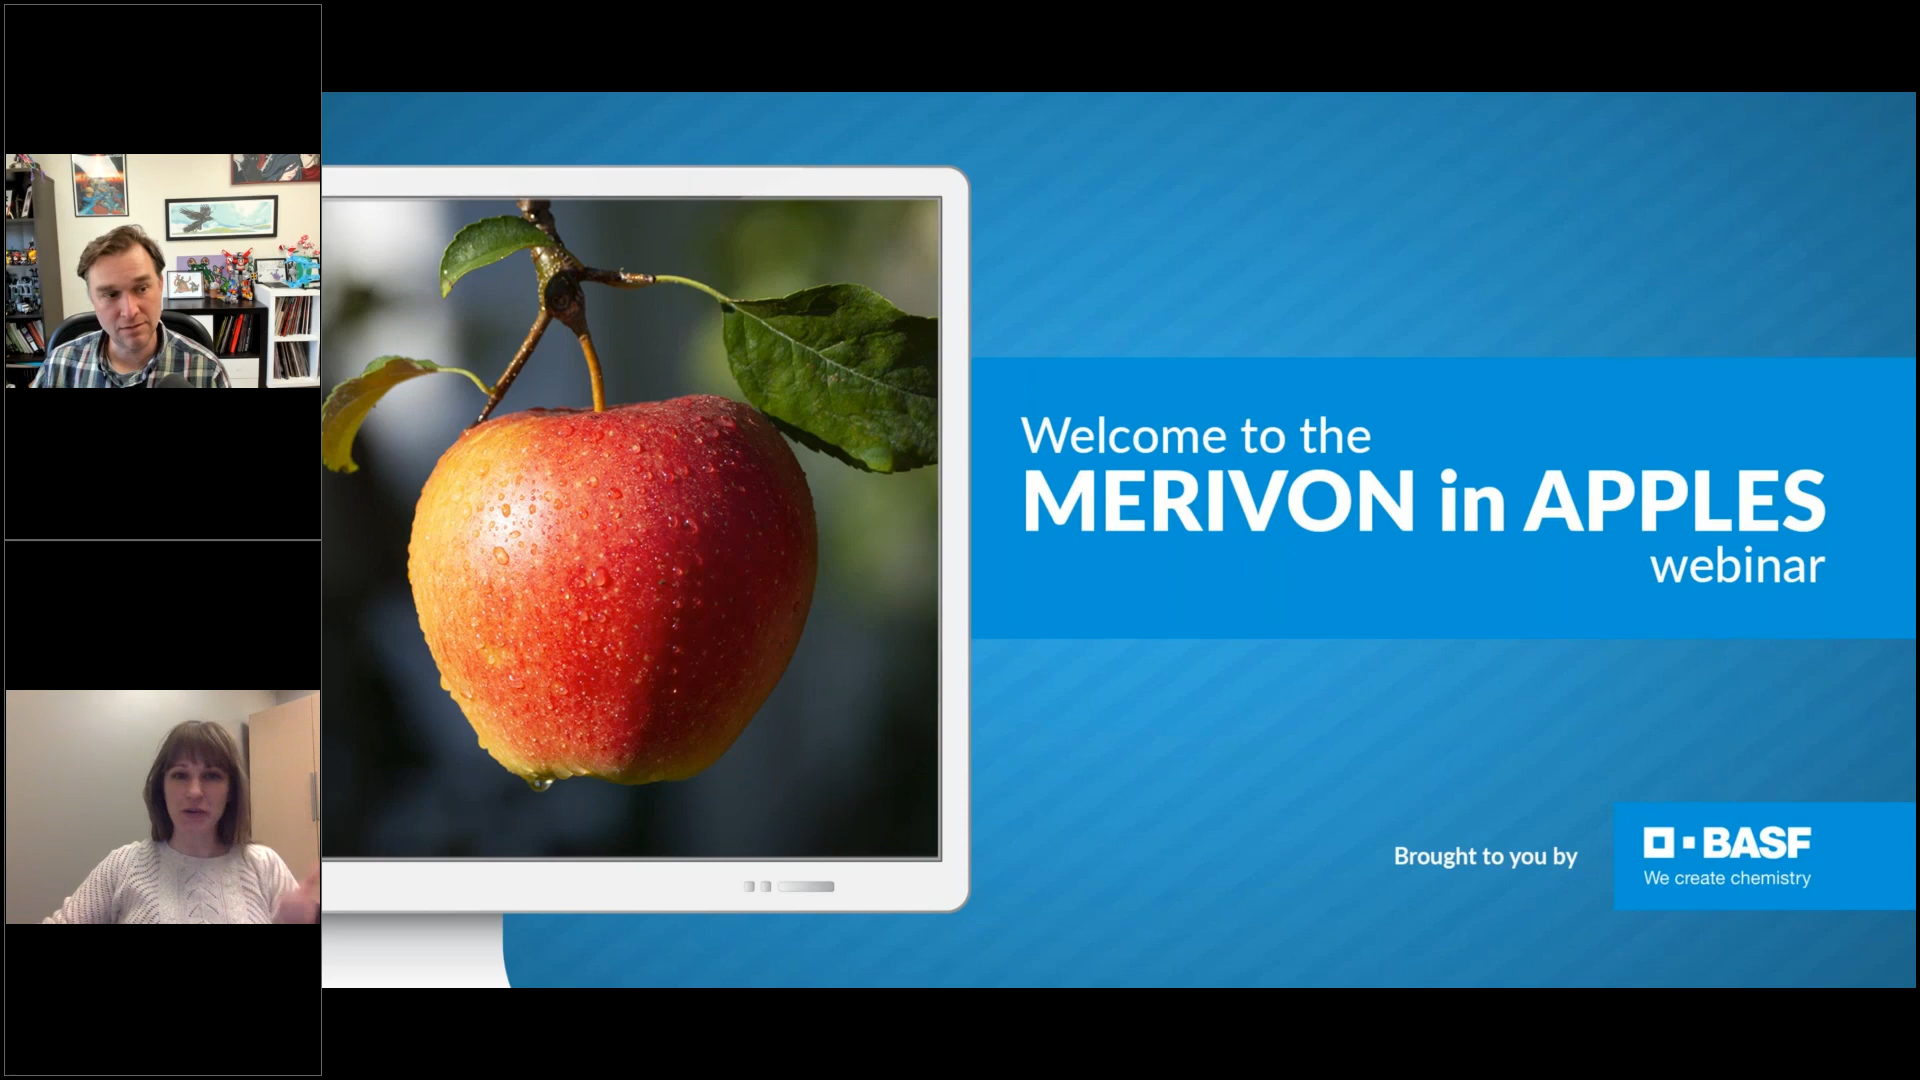 Welcome to the
MERIVON in APPLES
webinar
Brought to you by
BASF
We create chemistry